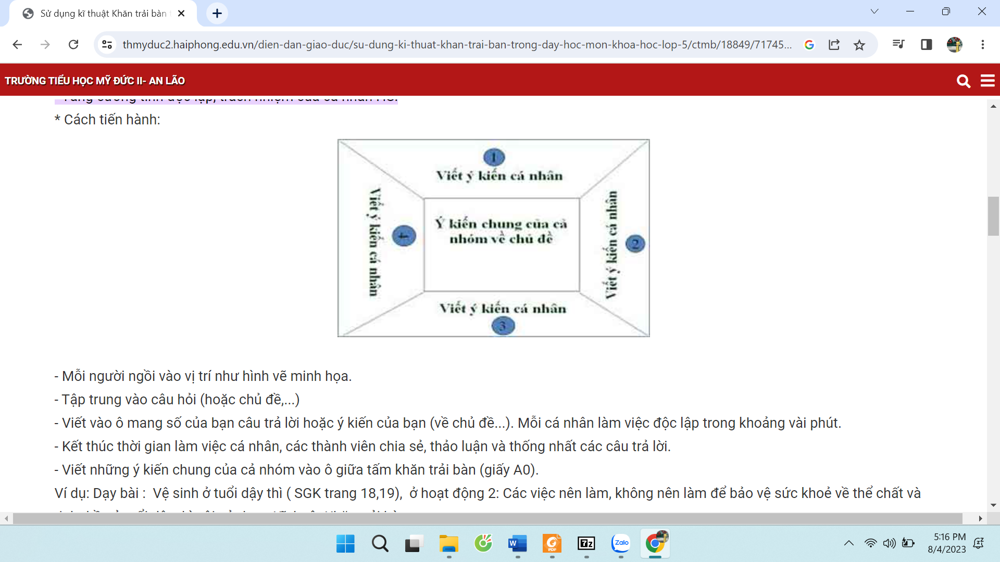 Sử dụng kĩ thuật Khăn trải bàn
thmyduc2.haiphong.edu.vn/dien-dan-giao-duc/su-dung-ki-thuat-khan-trai-ban-trong-day-hoc-mon-khoa-hoc-lop-5/ctmb/18849/71745...
TRƯỜNG TIỂU HỌC MỸ ĐỨC II- AN LÃO
* Cách tiến hành:
1
Viết ý kiến cá nhân
Viết ý kiến cá nhân
4
Ý kiến chung của cả
nhóm về chủ đề
Viết ý kiến cá nhân
2
Viết ý kiến cá nhân
3
- Mỗi người ngồi vào vị trí như hình vẽ minh họa.
- Tập trung vào câu hỏi (hoặc chủ đề,...)
- Viết vào ô mang số của bạn câu trả lời hoặc ý kiến của bạn (về chủ đề...). Mỗi cá nhân làm việc độc lập trong khoảng vài phút.
- Kết thúc thời gian làm việc cá nhân, các thành viên chia sẻ, thảo luận và thống nhất các câu trả lời.
- Viết những ý kiến chung của cả nhóm vào ô giữa tấm khăn trải bàn (giấy A0).
Ví dụ: Dạy bài :  Vệ sinh ở tuổi dậy thì ( SGK trang 18,19),  ở hoạt động 2: Các việc nên làm, không nên làm để bảo vệ sức khoẻ về thể chất và
W
PDF
7z
Zalo
5:16 PM
8/4/2023